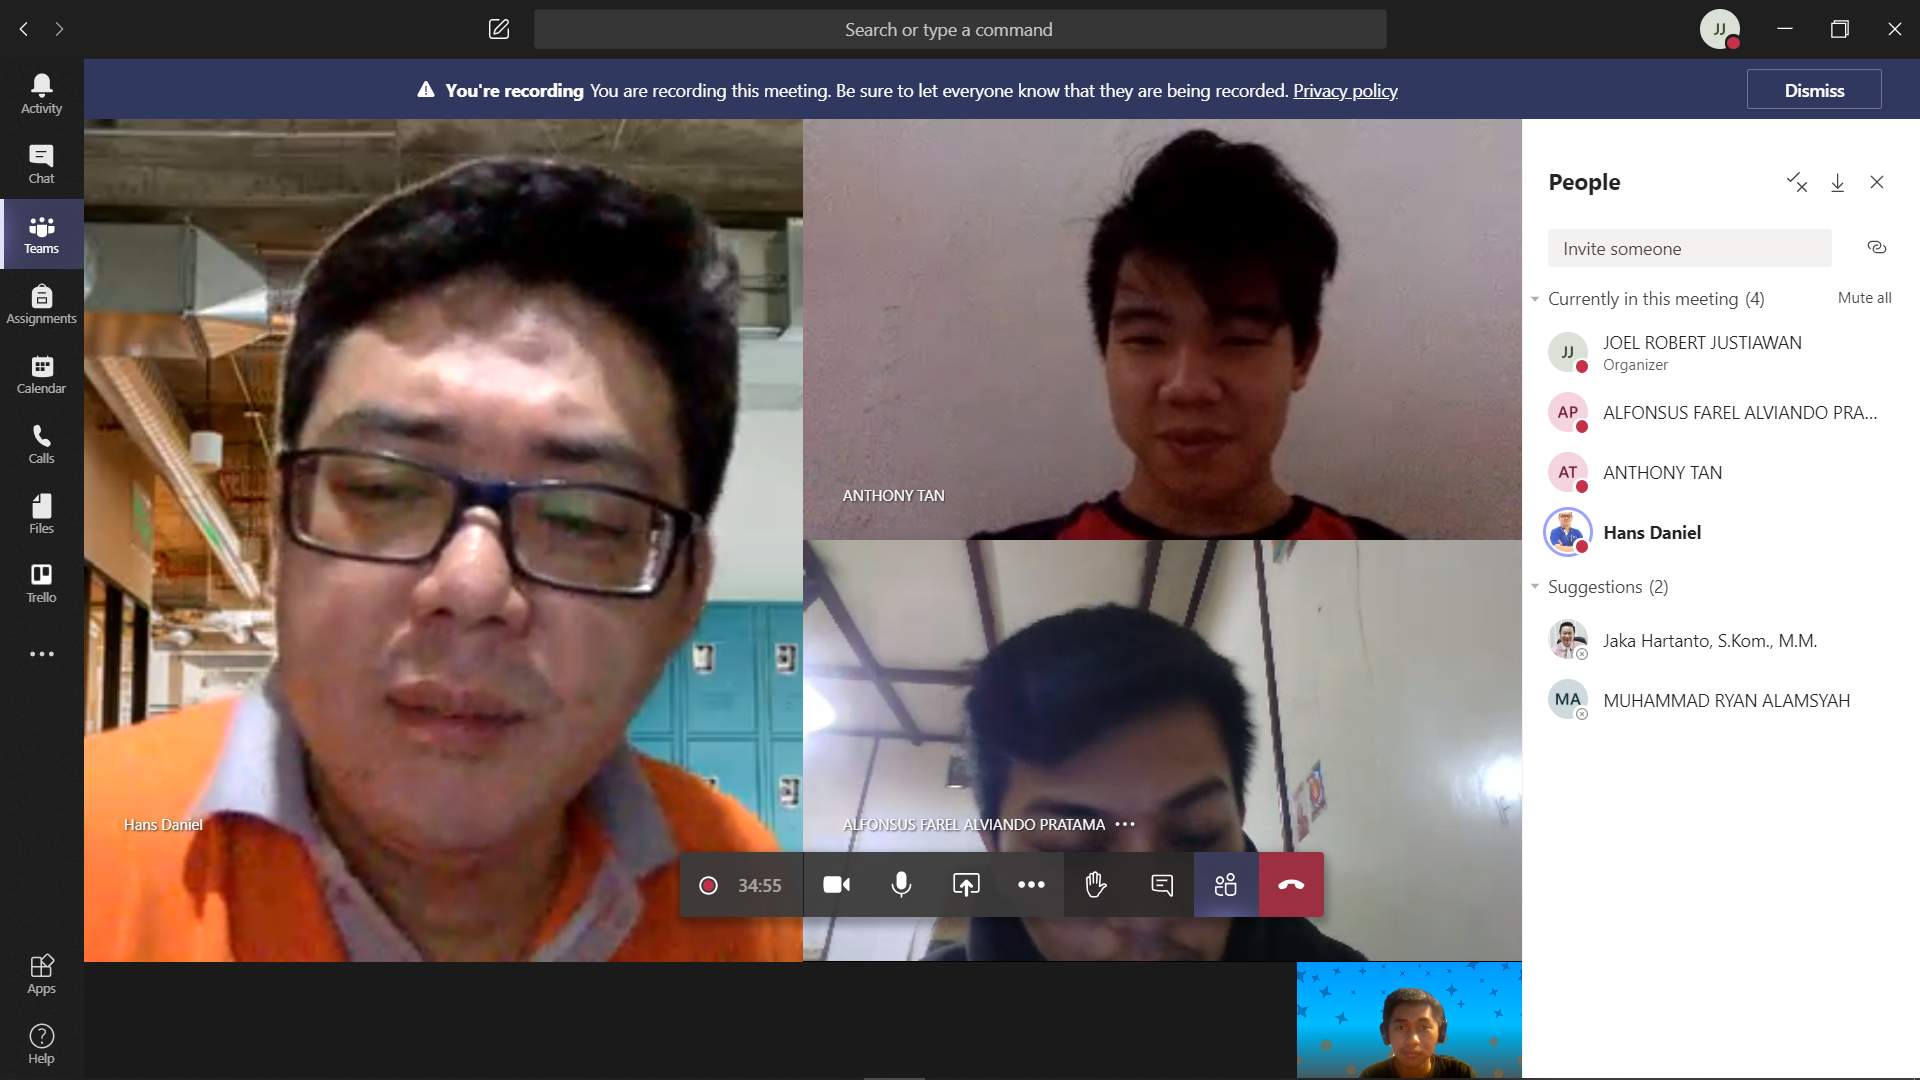 Search or type a command
JJ
You're recording You are recording this meeting. Be sure to let everyone know that they are being recorded. Privacy policy
Dismiss
Activity
Chat
Teams
Assignments
Calendar
Calls
Files
Trello
Apps
Help
Hans Daniel
ANTHONY TAN
ALFONSUS FAREL ALVIANDO PRATAMA
34:55
People
Invite someone
Currently in this meeting (4)
Mute all
JJ
JOEL ROBERT JUSTIAWAN
Organizer
AP
ALFONSUS FAREL ALVIANDO PRA...
AT
ANTHONY TAN
Hans Daniel
Suggestions (2)
Jaka Hartanto, S.Kom., M.M.
MA
MUHAMMAD RYAN ALAMSYAH